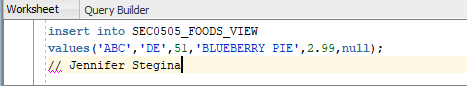 Worksheet Query Builder
insert into SEC0505_FOODS_VIEW
values('ABC','DE',51,'BLUEBERRY PIE',2.99,null);
// Jennifer Stegina